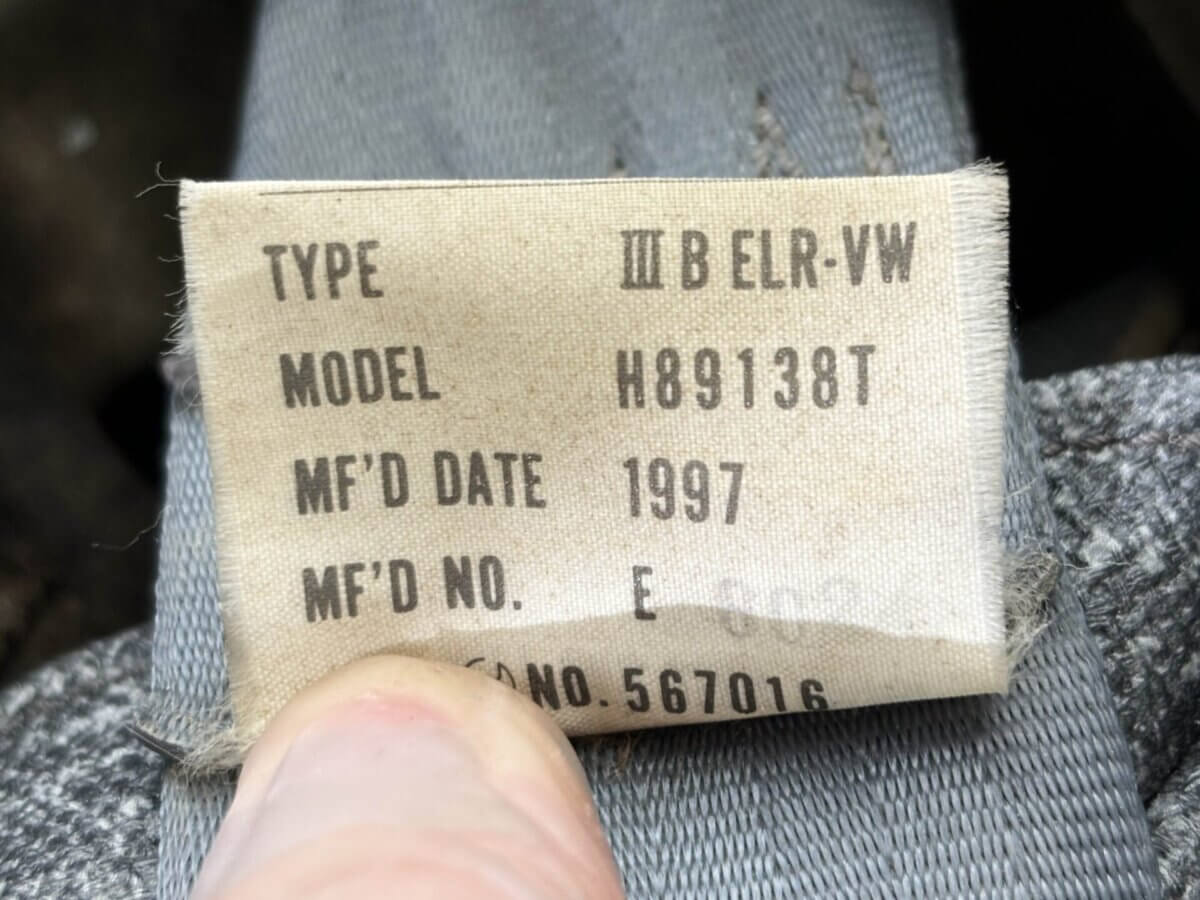 TYPE III B ELR-VW
MODEL H89138T
MF'D DATE 1997
MF'D NO. E
NO. 567016